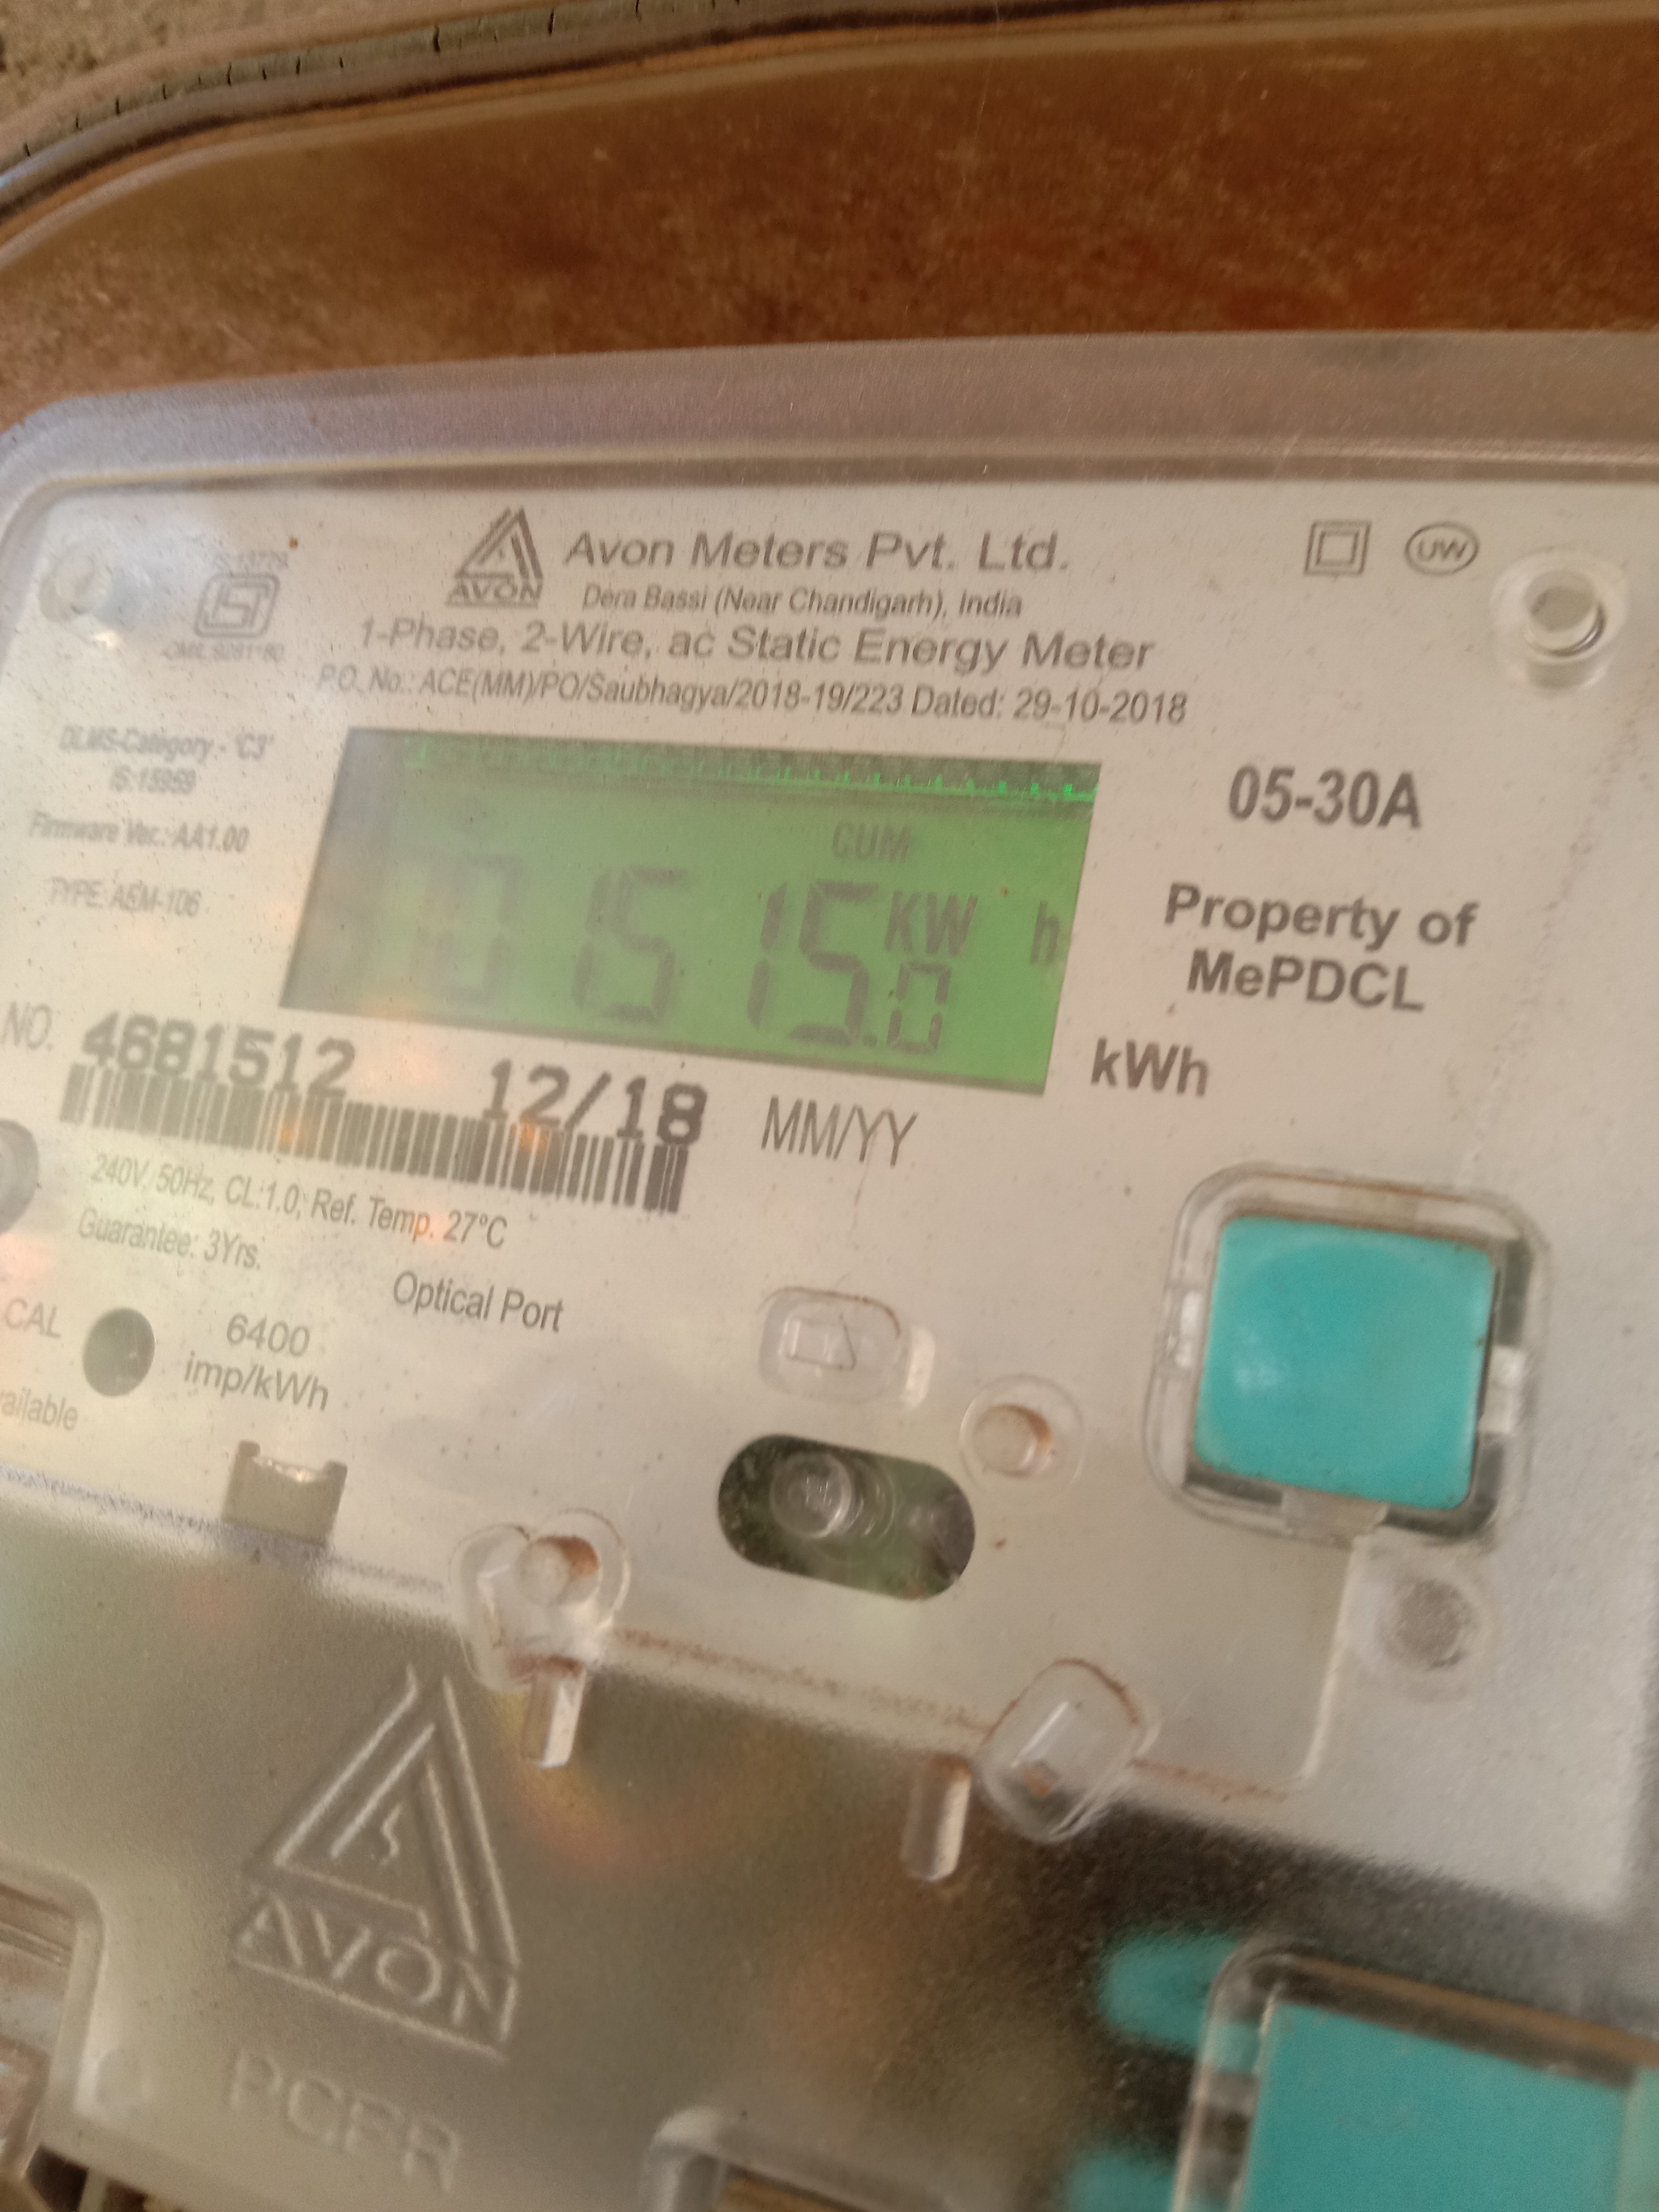 Avon Meters Pvt. Ltd.
AVON
Dera Bassi (Near Chandigarh), India
UW
1-Phase, 2-Wire, ac Static Energy Meter
P.O. No.: ACE(MM)/PO/Saubhagya/2018-19/223 Dated: 29-10-2018
DLMS-Category - 'C3'
IS:15959
Firmware Ver.: AA1.00
TYPE: AEM-106
CUM
515.0
KW h
05-30A
Property of
MePDCL
kWh
NO. 4681512 12/18 MM/YY
240V, 50Hz, CL:1.0, Ref. Temp. 27°C
Guarantee: 3Yrs.
Optical Port
CAL
6400
imp/kWh
AVON